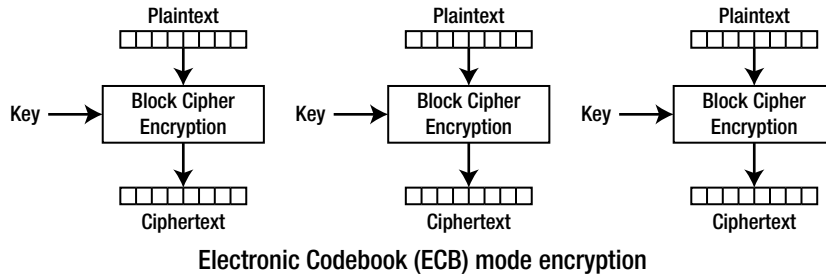 Plaintext Plaintext Plaintext
Key Block Cipher Encryption Key Block Cipher Encryption Key Block Cipher Encryption
Ciphertext Ciphertext Ciphertext
Electronic Codebook (ECB) mode encryption